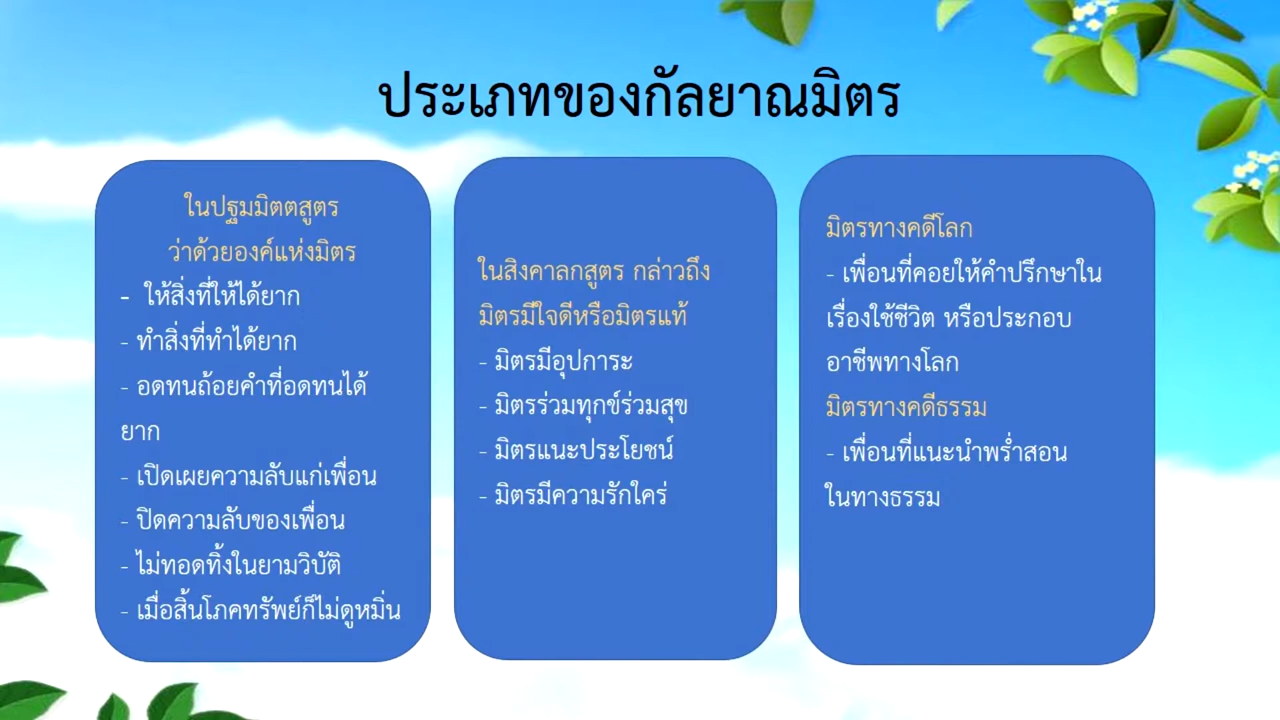 ประเภทของกัลยาณมิตร
ในปฐมมิตตสูตร
ว่าด้วยองค์แห่งมิตร
- ให้สิ่งที่ให้ได้ยาก
- ทำสิ่งที่ทำได้ยาก
- อดทนถ้อยคำที่อดทนได้
ยาก
- เปิดเผยความลับแก่เพื่อน
- ปิดความลับของเพื่อน
- ไม่ทอดทิ้งในยามวิบัติ
- เมื่อสิ้นโภคทรัพย์ก็ไม่ดูหมิ่น
ในสิงคาลกสูตร กล่าวถึง
มิตรมีใจดีหรือมิตรแท้
- มิตรมีอุปการะ
- มิตรร่วมทุกข์ร่วมสุข
- มิตรแนะประโยชน์
- มิตรมีความรักใคร่
มิตรทางคดีโลก
- เพื่อนที่คอยให้คำปรึกษาใน
เรื่องใช้ชีวิต หรือประกอบ
อาชีพทางโลก
มิตรทางคดีธรรม
- เพื่อนที่แนะนำพร่ำสอน
ในทางธรรม